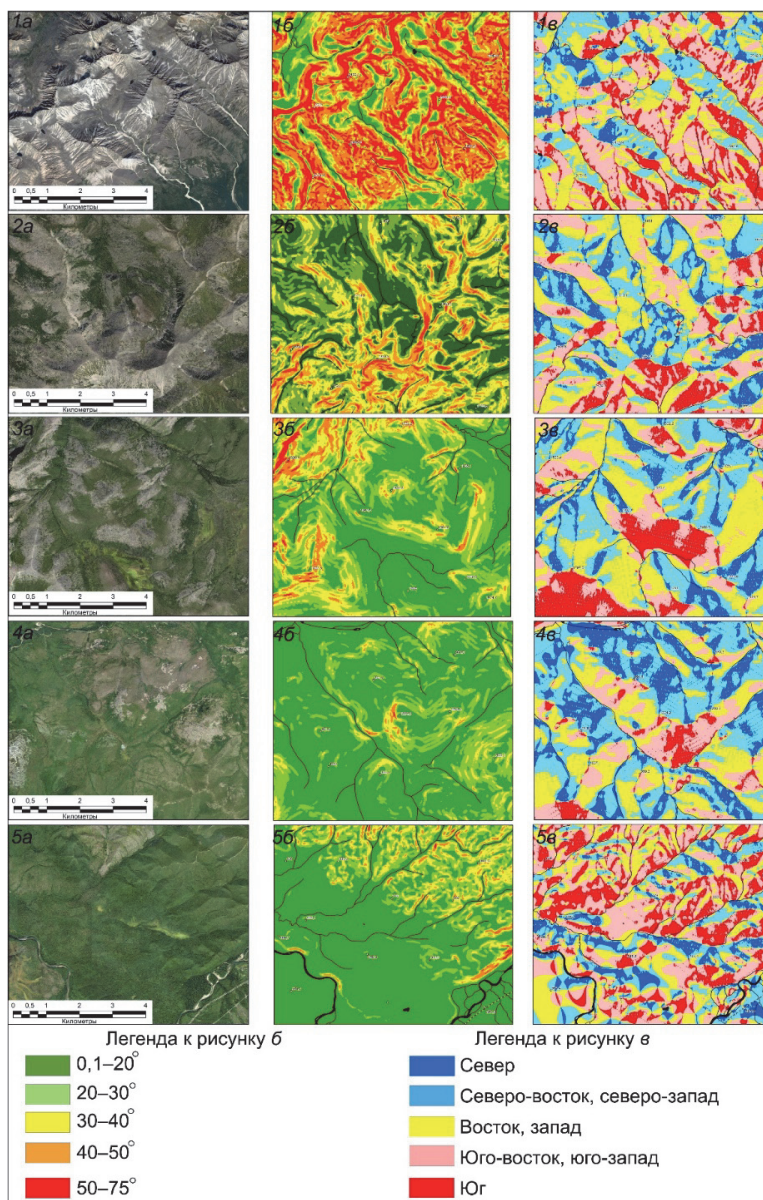 1а
1б
1в
0 0,5 1 2 3 4
Километры
2а
2б
2в
0 0,5 1 2 3 4
Километры
3а
3б
3в
0 0,5 1 2 3 4
Километры
4а
4б
4в
0 0,5 1 2 3 4
Километры
5а
5б
5в
0 0,5 1 2 3 4
Километры
Легенда к рисунку б
Легенда к рисунку в
0,1–20°
Север
20–30°
Северо-восток, северо-запад
30–40°
Восток, запад
40–50°
Юго-восток, юго-запад
50–75°
Юг